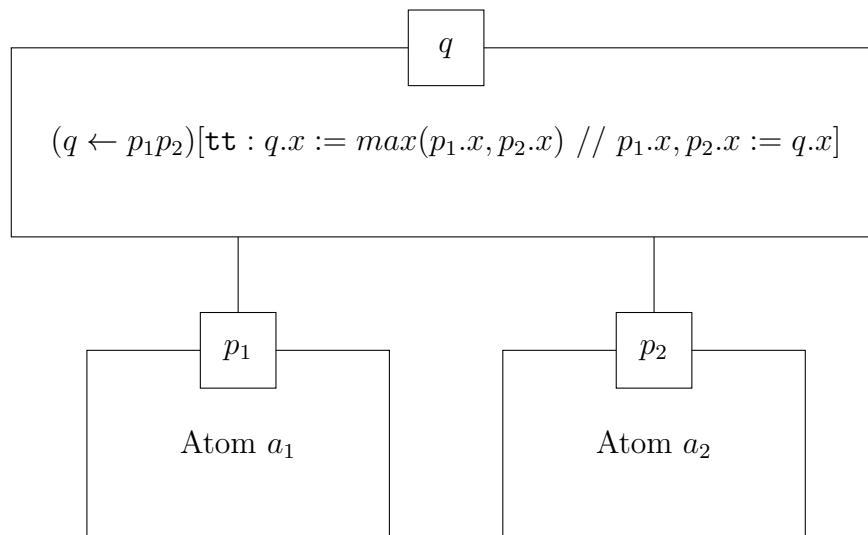 q
(q ← p₁p₂)[tt : q.x := max(p₁.x, p₂.x) // p₁.x, p₂.x := q.x]
p₁ p₂
Atom a₁ Atom a₂